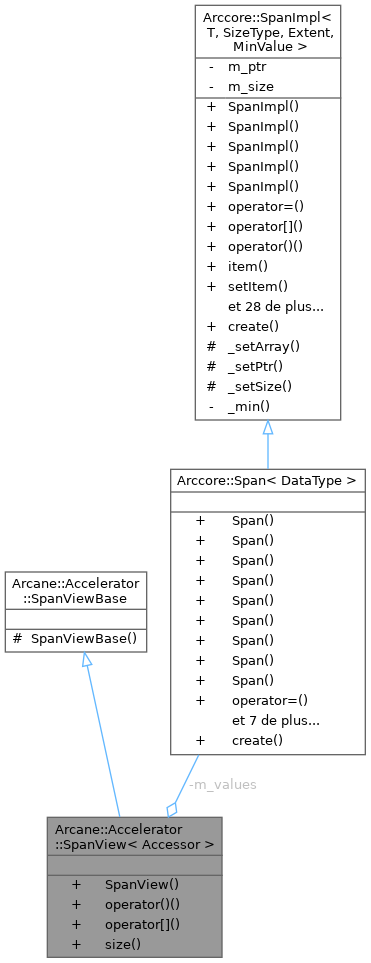 Arccore::SpanImpl<
T, SizeType, Extent,
MinValue >
- m_ptr
- m_size
+ SpanImpl()
+ SpanImpl()
+ SpanImpl()
+ SpanImpl()
+ SpanImpl()
+ operator=()
+ operator[]()
+ operator()()
+ item()
+ setItem()
et 28 de plus...
+ create()
# _setArray()
# _setPtr()
# _setSize()
- _min()
Arccore::Span< DataType >
+ Span()
+ Span()
+ Span()
+ Span()
+ Span()
+ Span()
+ Span()
+ Span()
+ Span()
+ operator=()
et 7 de plus...
+ create()
Arcane::Accelerator
::SpanViewBase
# SpanViewBase()
-m_values
Arcane::Accelerator
::SpanView< Accessor >
+ SpanView()
+ operator()()
+ operator[]()
+ size()